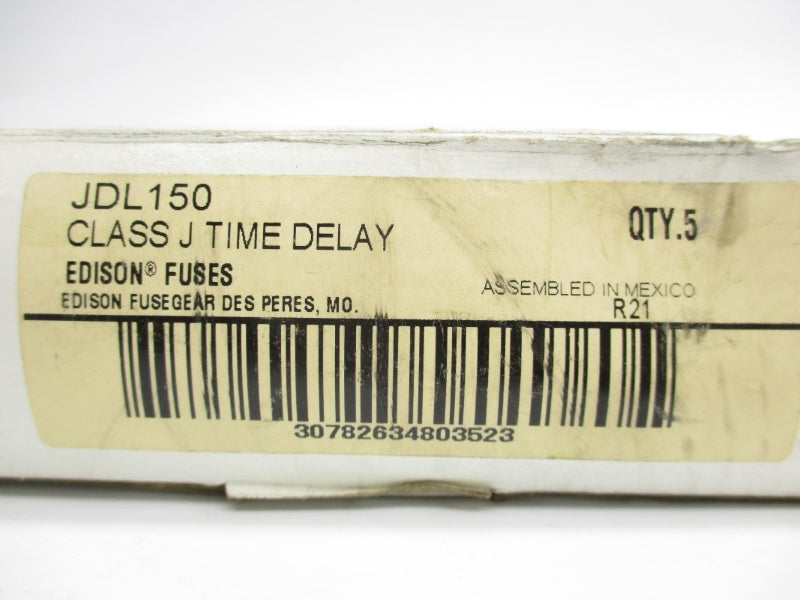 JDL150
CLASS J TIME DELAY
QTY.5
EDISON® FUSES
EDISON FUSEGEAR DES PERES, MO.
ASSEMBLED IN MEXICO
R21
30782634803523